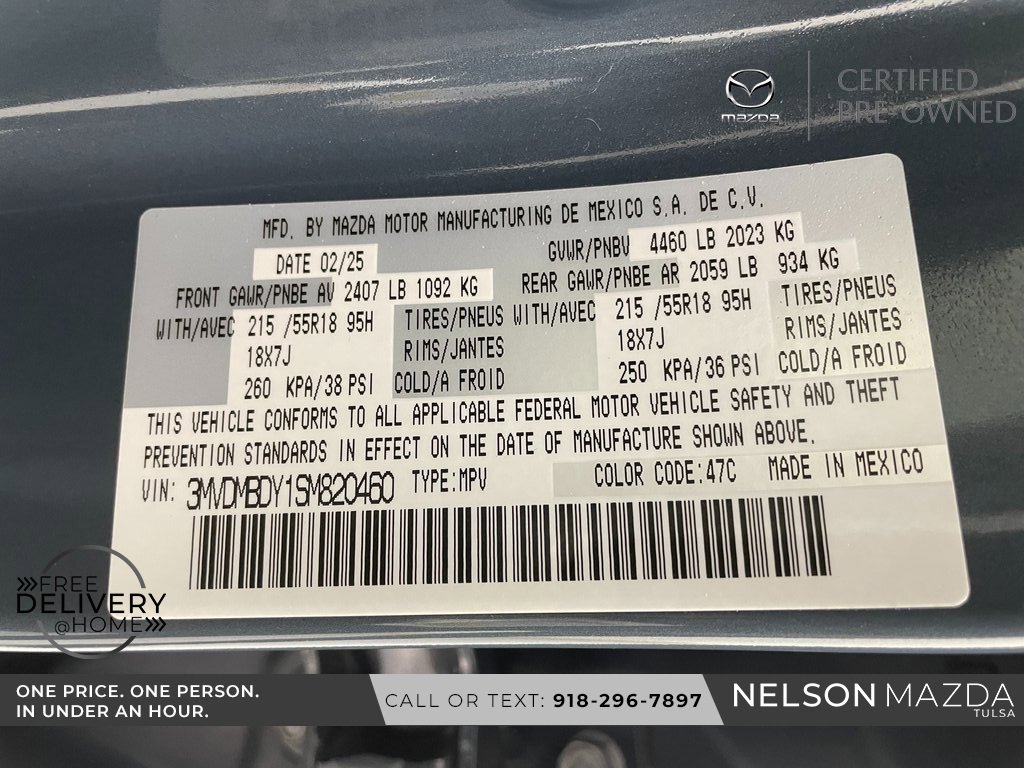 mazda
CERTIFIED
PRE-OWNED
MFD. BY MAZDA MOTOR MANUFACTURING DE MEXICO S.A. DE C.V.
DATE 02/25 GVWR/PNBV 4460 LB 2023 KG
FRONT GAWR/PNBE AV 2407 LB 1092 KG REAR GAWR/PNBE AR 2059 LB 934 KG
WITH/AVEC 215 /55R18 95H TIRES/PNEUS WITH/AVEC 215 /55R18 95H TIRES/PNEUS
18X7J RIMS/JANTES 18X7J RIMS/JANTES
260 KPA/38 PSI COLD/A FROID 250 KPA/36 PSI COLD/A FROID
THIS VEHICLE CONFORMS TO ALL APPLICABLE FEDERAL MOTOR VEHICLE SAFETY AND THEFT
PREVENTION STANDARDS IN EFFECT ON THE DATE OF MANUFACTURE SHOWN ABOVE.
VIN: 3MVDMBDY1SM820460 TYPE:MPV COLOR CODE:47C MADE IN MEXICO
FREE
DELIVERY
@HOME
ONE PRICE. ONE PERSON.
IN UNDER AN HOUR.
CALL OR TEXT: 918-296-7897
NELSON MAZDA
TULSA